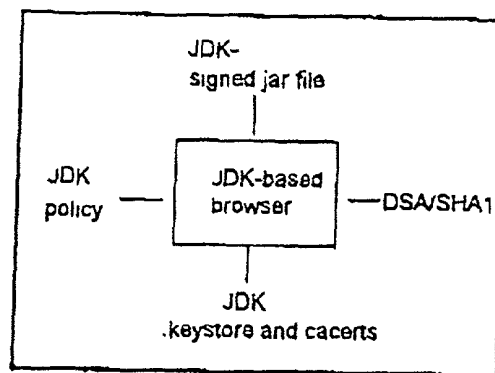 JDK-
signed jar file
JDK
policy
JDK-based
browser
DSA/SHA1
JDK
.keystore and cacerts